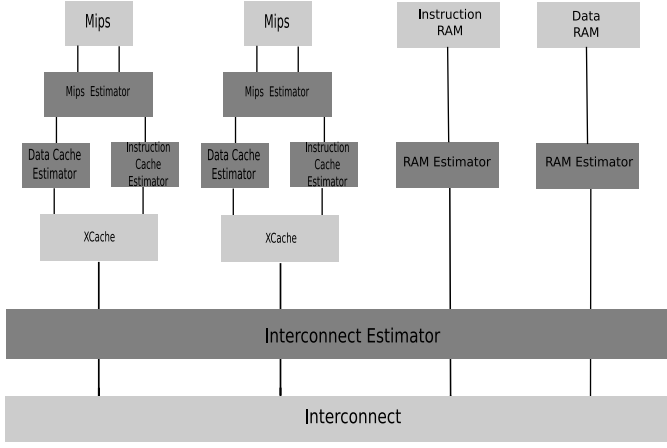 Mips
Mips
Instruction
RAM
Data
RAM
Mips Estimator
Mips Estimator
Data Cache
Estimator
Instruction
Cache
Estimator
Data Cache
Estimator
Instruction
Cache
Estimator
RAM Estimator
RAM Estimator
XCache
XCache
Interconnect Estimator
Interconnect